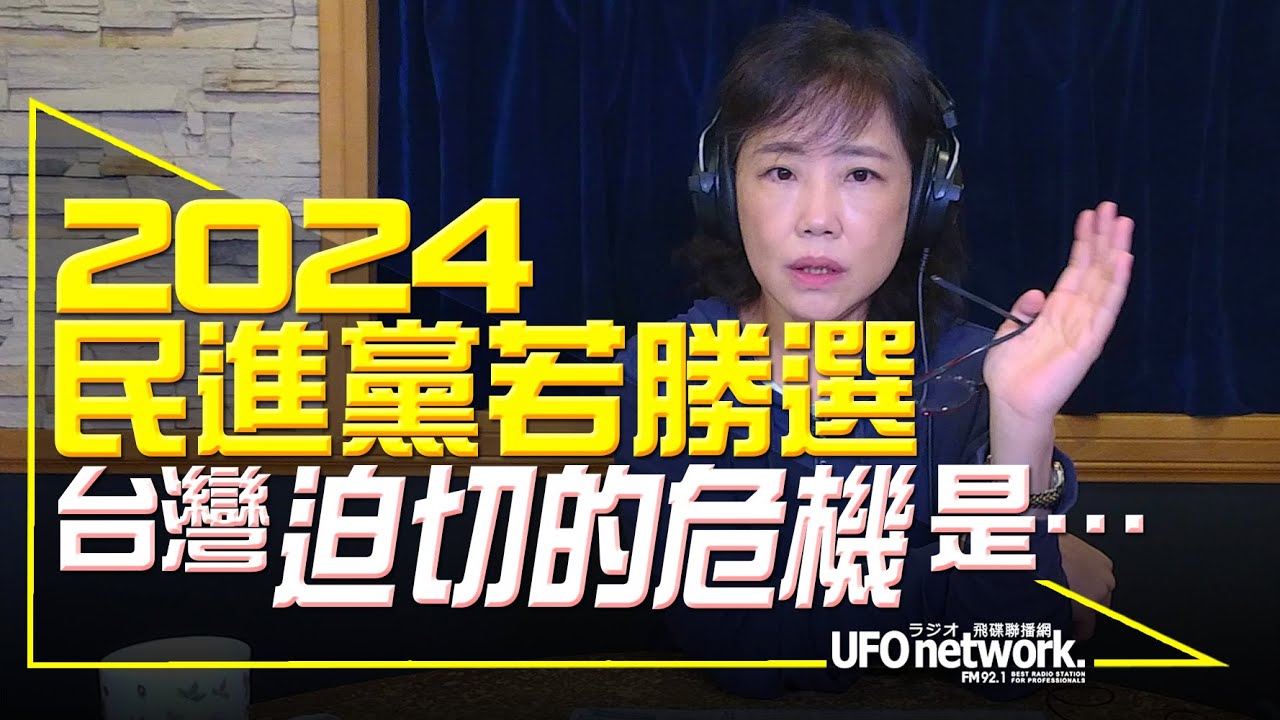 2024
民進黨若勝選
台灣迫切的危機是…
ラジオ 飛碟聯播網
UFO network.
FM92.1 BEST RADIO STATION
FOR PROFESSIONALS